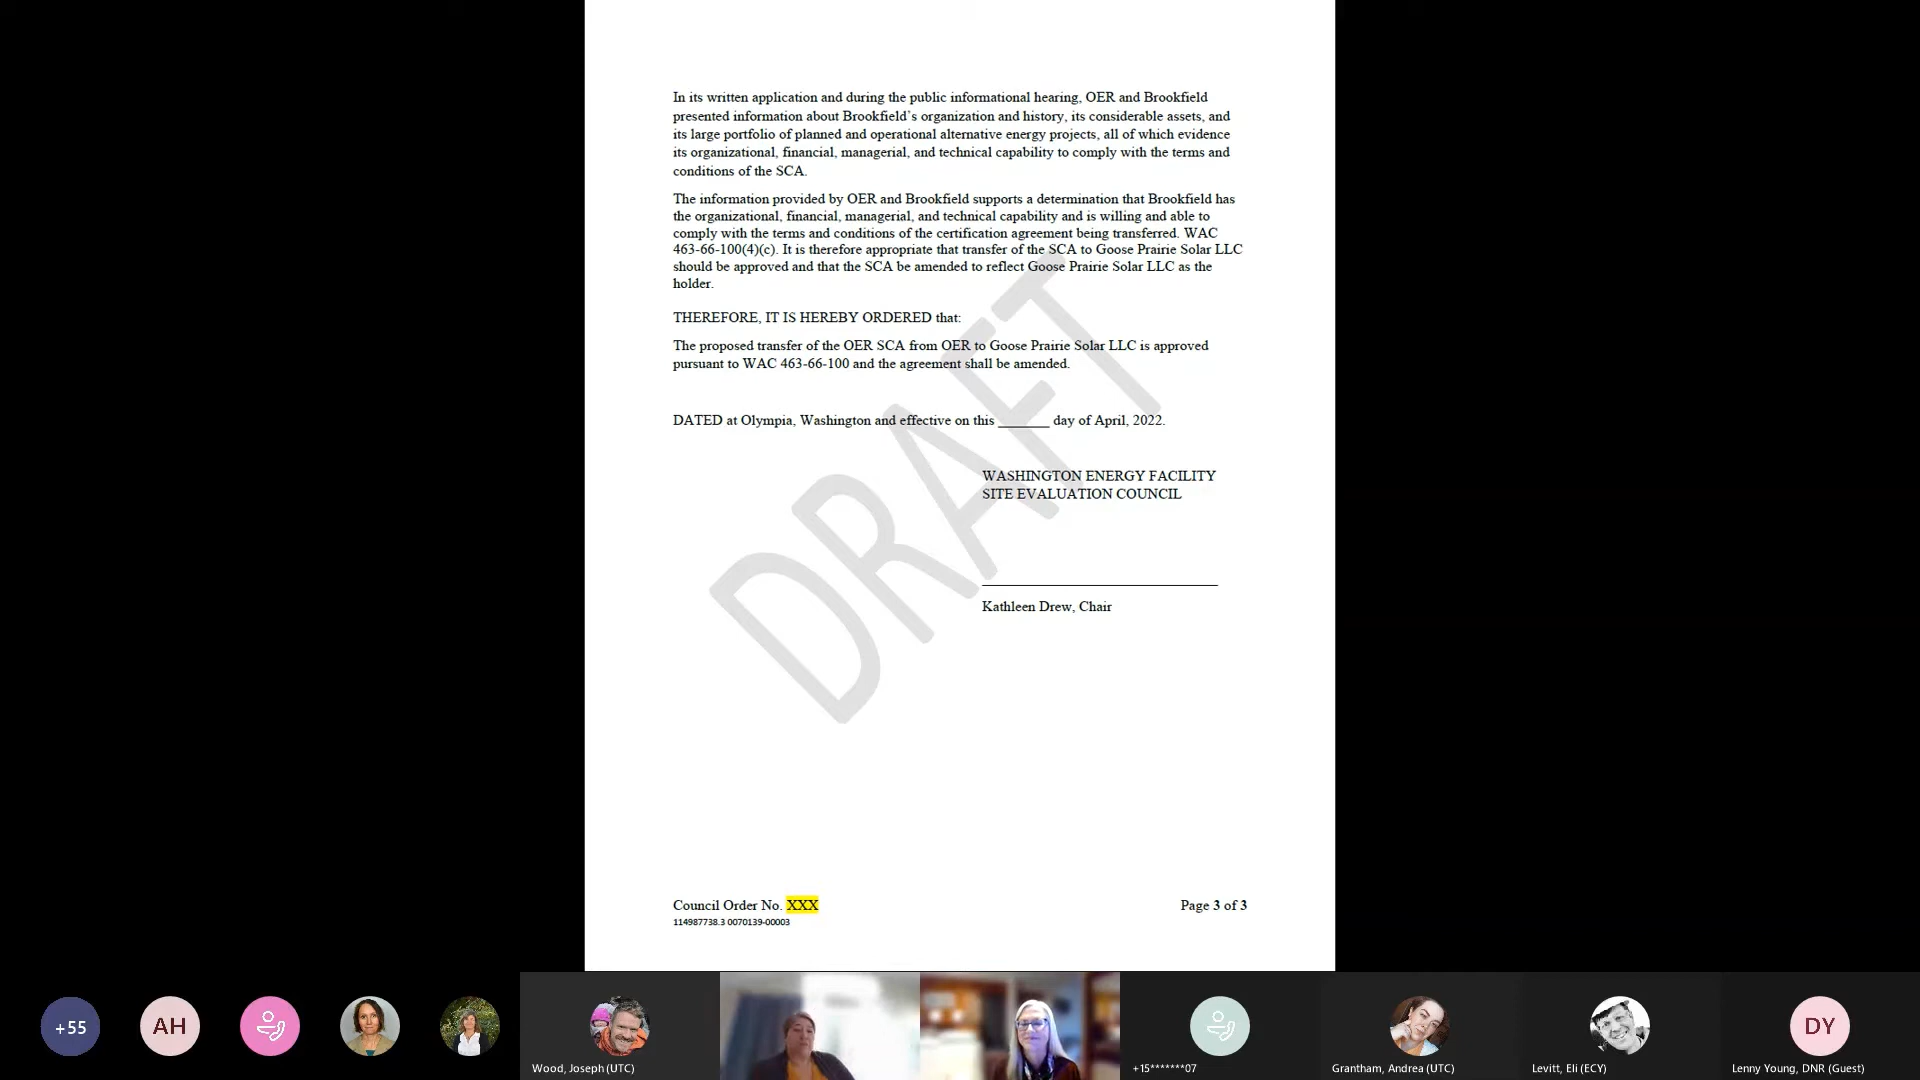 In its written application and during the public informational hearing, OER and Brookfield
presented information about Brookfield's organization and history, its considerable assets, and
its large portfolio of planned and operational alternative energy projects, all of which evidence
its organizational, financial, managerial, and technical capability to comply with the terms and
conditions of the SCA.
The information provided by OER and Brookfield supports a determination that Brookfield has
the organizational, financial, managerial, and technical capability and is willing and able to
comply with the terms and conditions of the certification agreement being transferred. WAC
463-66-100(4)(c). It is therefore appropriate that transfer of the SCA to Goose Prairie Solar LLC
should be approved and that the SCA be amended to reflect Goose Prairie Solar LLC as the
holder.
THEREFORE, IT IS HEREBY ORDERED that:
The proposed transfer of the OER SCA from OER to Goose Prairie Solar LLC is approved
pursuant to WAC 463-66-100 and the agreement shall be amended.
DATED at Olympia, Washington and effective on this _______ day of April, 2022.
WASHINGTON ENERGY FACILITY
SITE EVALUATION COUNCIL
Kathleen Drew, Chair
DRAFT
Council Order No. XXX
Page 3 of 3
114987738.3 0070139-00003
+55
AH
DY
Wood, Joseph (UTC)
+15*******07
Grantham, Andrea (UTC)
Levitt, Eli (ECY)
Lenny Young, DNR (Guest)